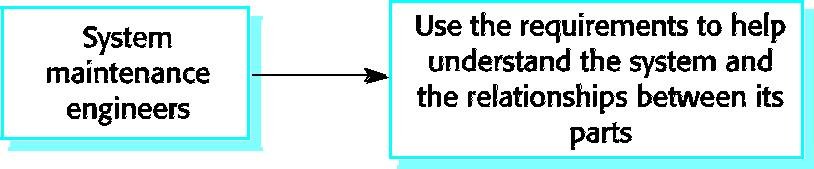 System
maintenance
engineers
Use the requirements to help
understand the system and
the relationships between its
parts